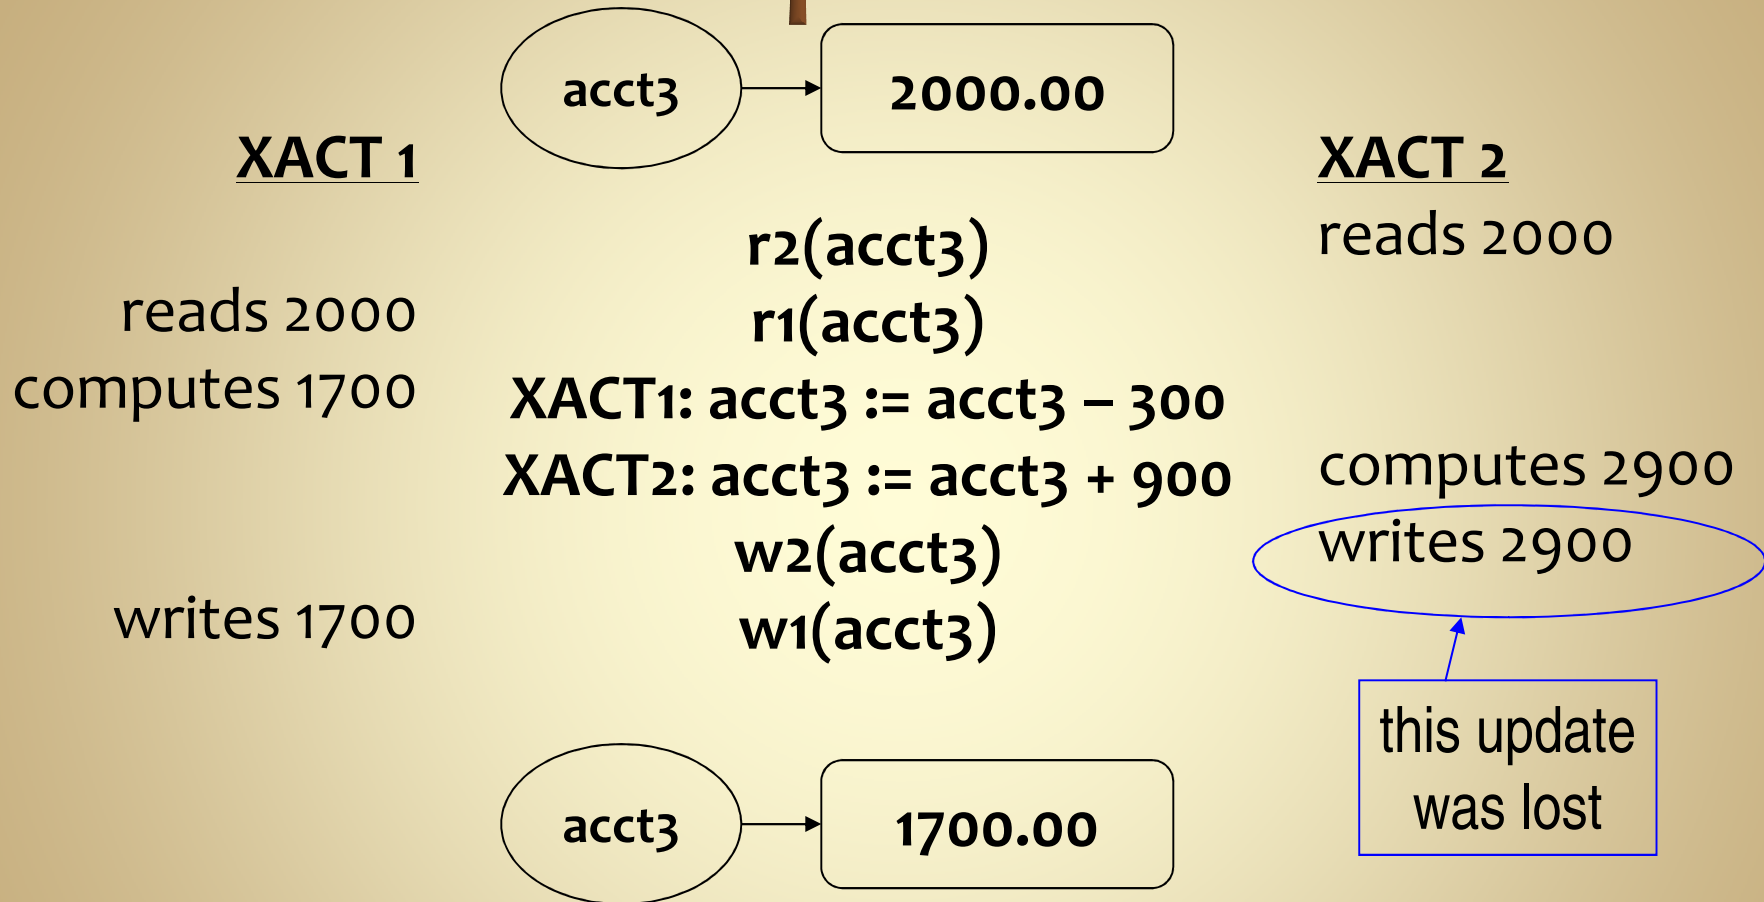 acct3 2000.00
XACT 1 XACT 2
r2(acct3) reads 2000
reads 2000 r1(acct3)
computes 1700 XACT1: acct3 := acct3 – 300
XACT2: acct3 := acct3 + 900 computes 2900
w2(acct3) writes 2900
writes 1700 w1(acct3)
this update
was lost
acct3 1700.00